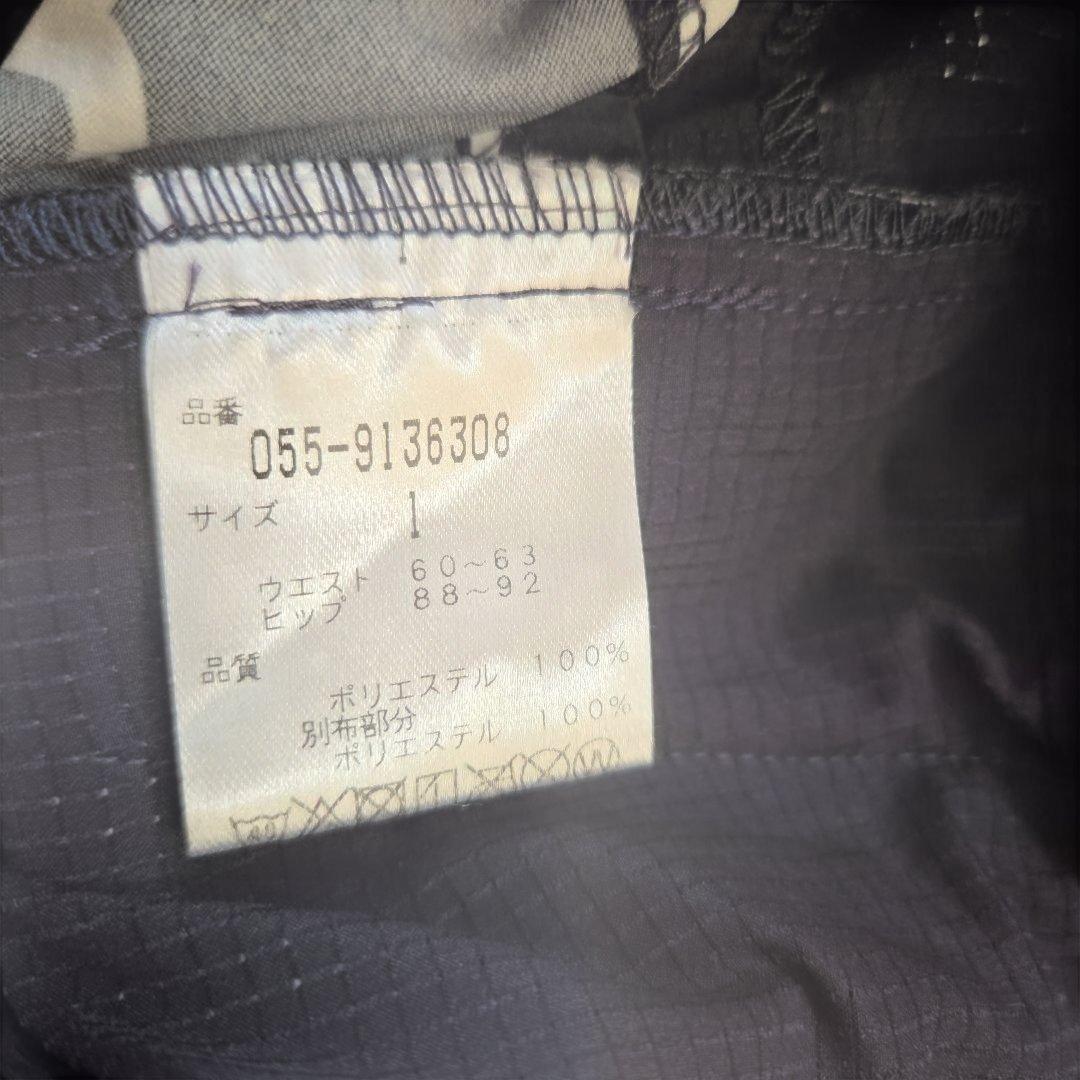 品番
055-9136308
サイズ 1
ウエスト 60~63
ヒップ 88~92
品質
ポリエステル 100%
別布部分
ポリエステル 100%
40